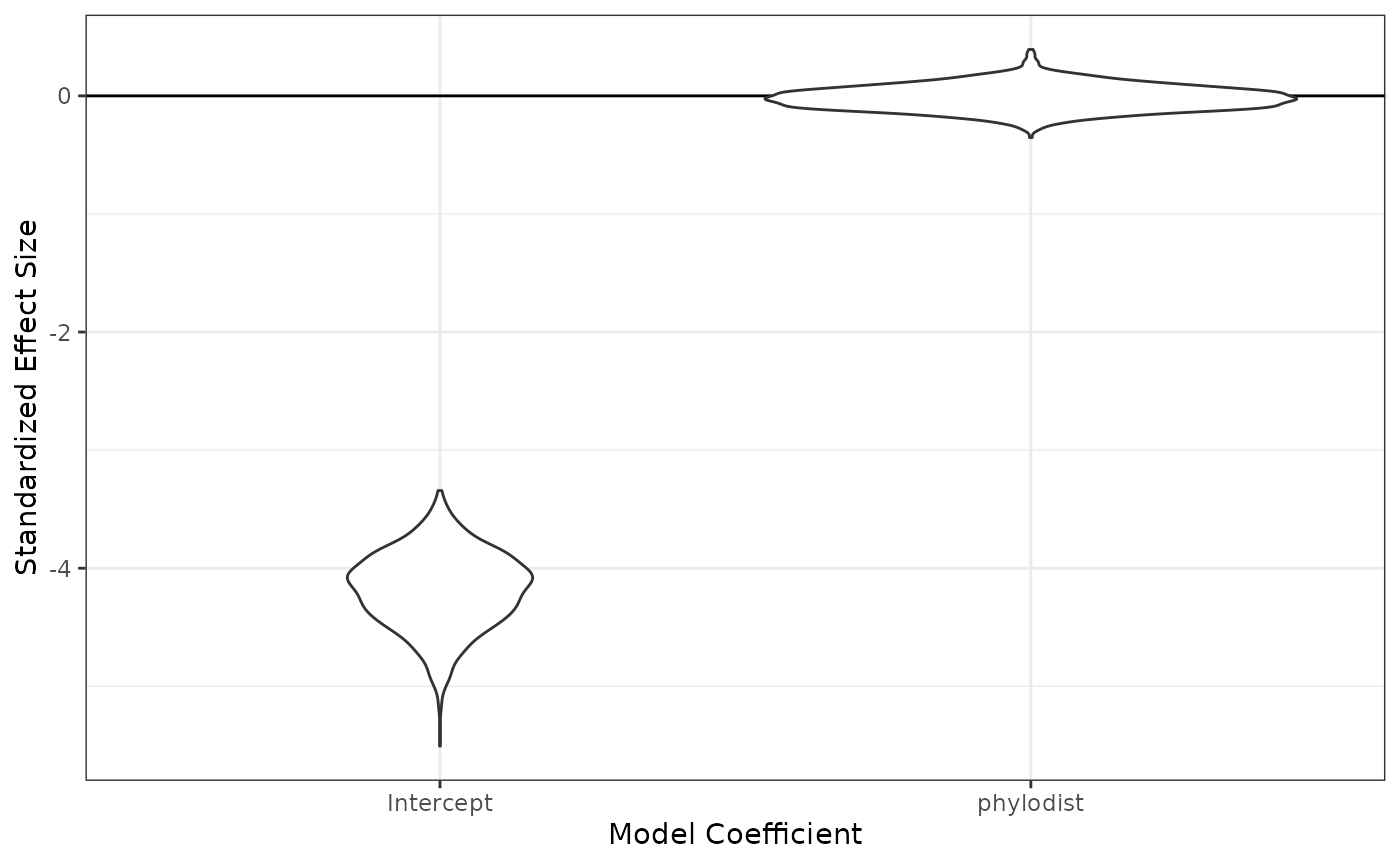 Standardized Effect Size
0
-2
-4
Intercept
phylodist
Model Coefficient